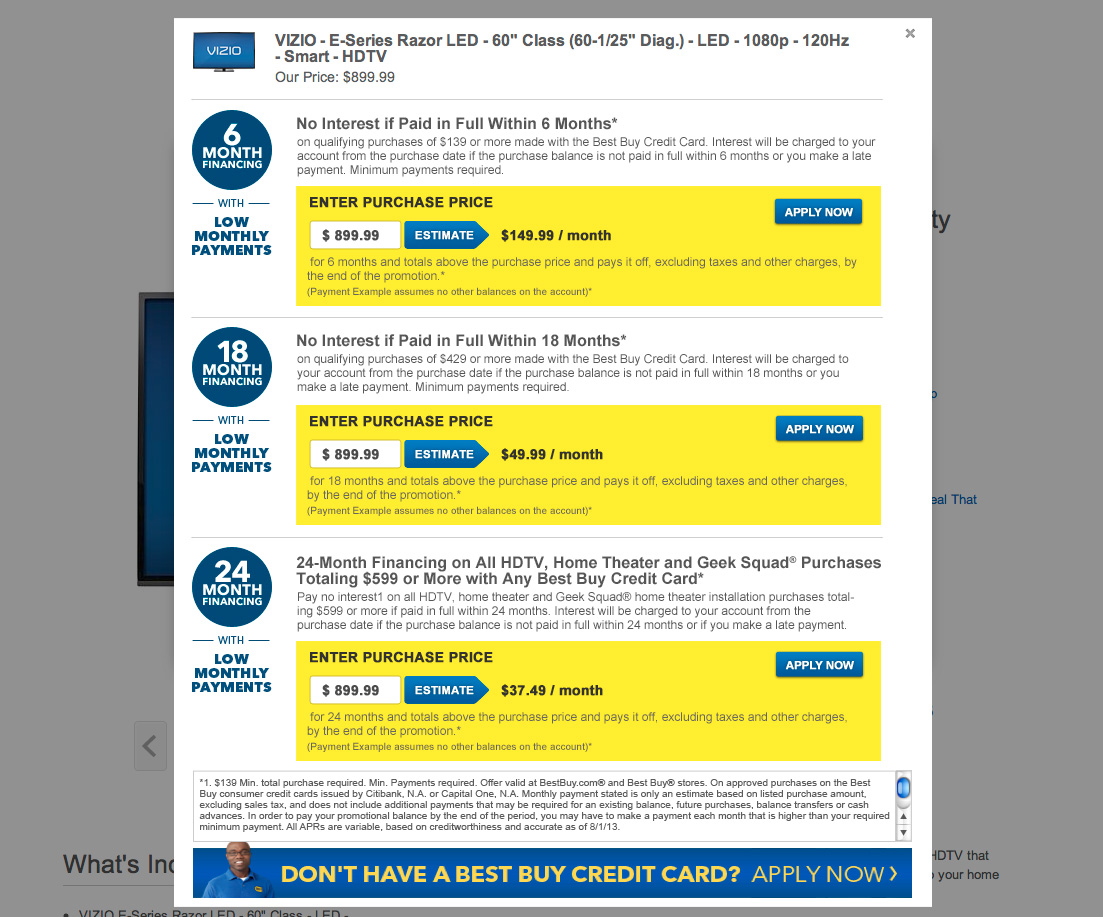 VIZIO
VIZIO - E-Series Razor LED - 60" Class (60-1/25" Diag.) - LED - 1080p - 120Hz
- Smart - HDTV
Our Price: $899.99
6
MONTH
FINANCING
WITH
LOW
MONTHLY
PAYMENTS
No Interest if Paid in Full Within 6 Months*
on qualifying purchases of $139 or more made with the Best Buy Credit Card. Interest will be charged to your
account from the purchase date if the purchase balance is not paid in full within 6 months or you make a late
payment. Minimum payments required.
ENTER PURCHASE PRICE
APPLY NOW
$ 899.99 ESTIMATE $149.99 / month
for 6 months and totals above the purchase price and pays it off, excluding taxes and other charges, by
the end of the promotion.*
(Payment Example assumes no other balances on the account)*
18
MONTH
FINANCING
WITH
LOW
MONTHLY
PAYMENTS
No Interest if Paid in Full Within 18 Months*
on qualifying purchases of $429 or more made with the Best Buy Credit Card. Interest will be charged to
your account from the purchase date if the purchase balance is not paid in full within 18 months or you
make a late payment. Minimum payments required.
ENTER PURCHASE PRICE
APPLY NOW
$ 899.99 ESTIMATE $49.99 / month
for 18 months and totals above the purchase price and pays it off, excluding taxes and other charges,
by the end of the promotion.*
(Payment Example assumes no other balances on the account)*
24
MONTH
FINANCING
WITH
LOW
MONTHLY
PAYMENTS
24-Month Financing on All HDTV, Home Theater and Geek Squad® Purchases
Totaling $599 or More with Any Best Buy Credit Card*
Pay no interest1 on all HDTV, home theater and Geek Squad® home theater installation purchases total-
ing $599 or more if paid in full within 24 months. Interest will be charged to your account from the
purchase date if the purchase balance is not paid in full within 24 months or if you make a late payment.
ENTER PURCHASE PRICE
APPLY NOW
$ 899.99 ESTIMATE $37.49 / month
for 24 months and totals above the purchase price and pays it off, excluding taxes and other charges,
by the end of the promotion.*
(Payment Example assumes no other balances on the account)*
*1. $139 Min. total purchase required. Min. Payments required. Offer valid at BestBuy.com® and Best Buy® stores. On approved purchases on the Best
Buy consumer credit cards issued by Citibank, N.A. or Capital One, N.A. Monthly payment stated is only an estimate based on listed purchase amount,
excluding sales tax, and does not include additional payments that may be required for an existing balance, future purchases, balance transfers or cash
advances. In order to pay your promotional balance by the end of the period, you may have to make a payment each month that is higher than your required
minimum payment. All APRs are variable, based on creditworthiness and accurate as of 8/1/13.
DON'T HAVE A BEST BUY CREDIT CARD? APPLY NOW ›
ty
eal That
What's Inc
HDTV that
your home
VIZIO E-Series Razor LED - 60" Class - LED -